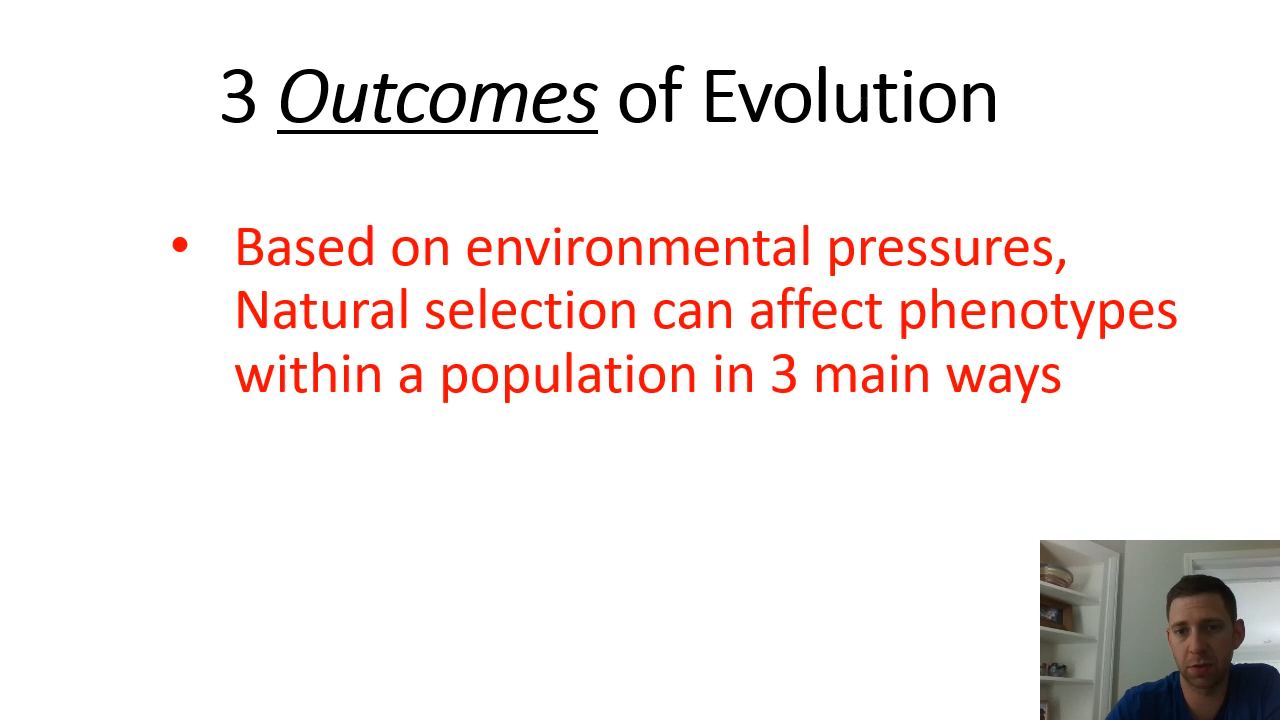 3 Outcomes of Evolution
• Based on environmental pressures,
Natural selection can affect phenotypes
within a population in 3 main ways